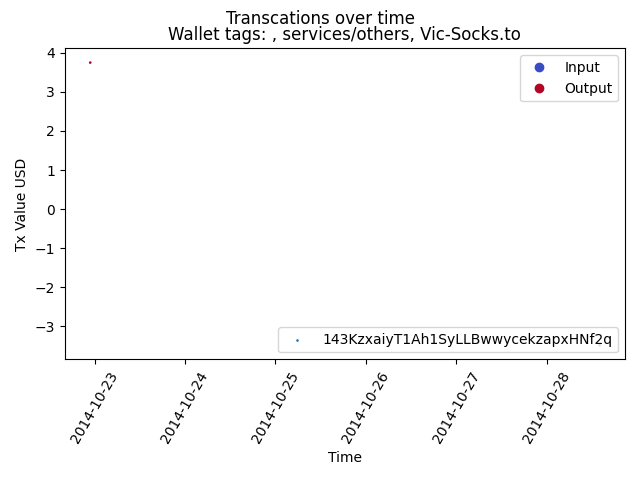 Transcations over time
Wallet tags: , services/others, Vic-Socks.to
Input
Output
4
3
2
1
0
−1
−2
−3
Tx Value USD
143KzxaiyT1Ah1SyLLBwwycekzapxHNf2q
2014-10-23
2014-10-24
2014-10-25
2014-10-26
2014-10-27
2014-10-28
Time